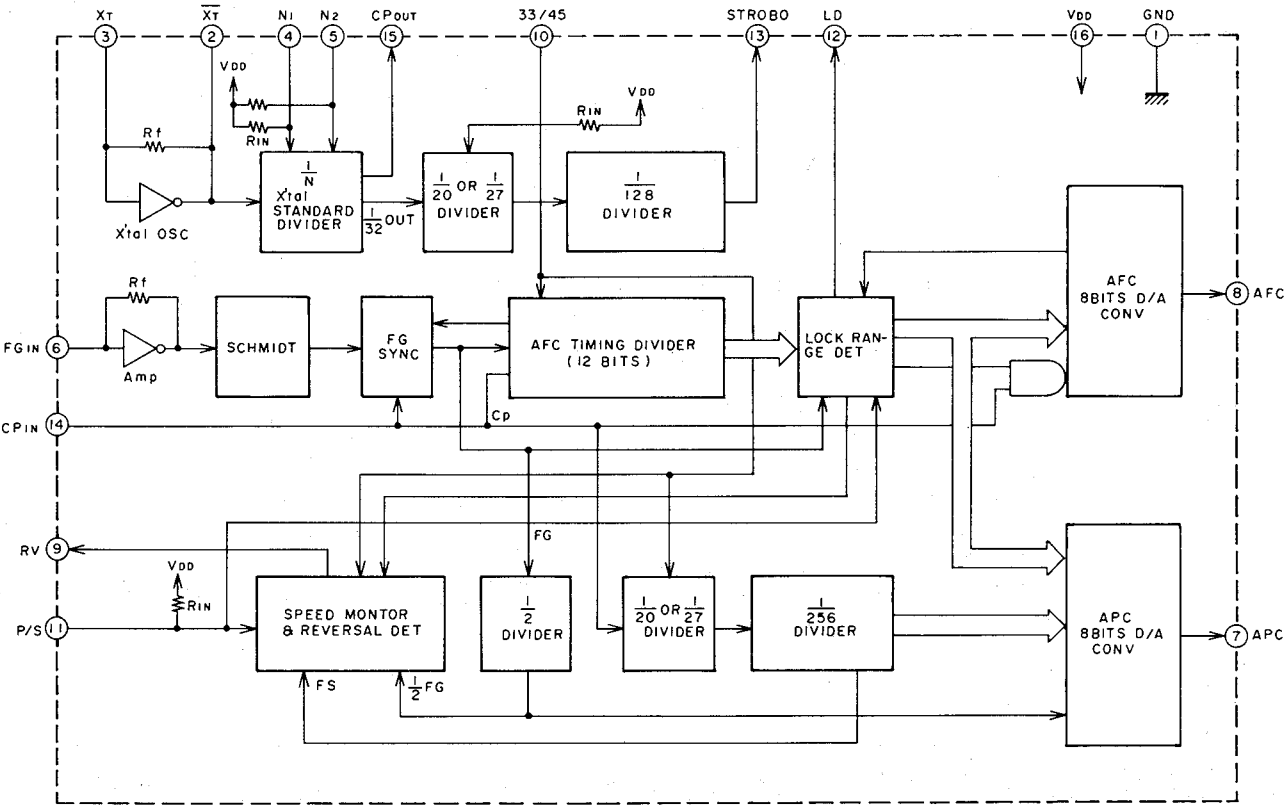 XT X̅T̅ N1 N2 CPOUT 33/45 STROBO LD VDD GND
3 2 4 5 15 10 13 12 16 1
VDD
VDD
RIN
Rf
RIN
1/N
X'tal
STANDARD
DIVIDER
1/32 OUT
1/20 OR 1/27
DIVIDER
1/128
DIVIDER
X'tal OSC
AFC
8BITS D/A
CONV
8 AFC
Rf
FGIN 6
Amp
SCHMIDT
FG
SYNC
AFC TIMING DIVIDER
(12 BITS)
LOCK RAN-
GE DET
CPIN 14
CP
FG
RV 9
VDD
RIN
P/S 11
SPEED MONTOR
& REVERSAL DET
1/2
DIVIDER
1/20 OR 1/27
DIVIDER
1/256
DIVIDER
APC
8BITS D/A
CONV
7 APC
FS
1/2 FG